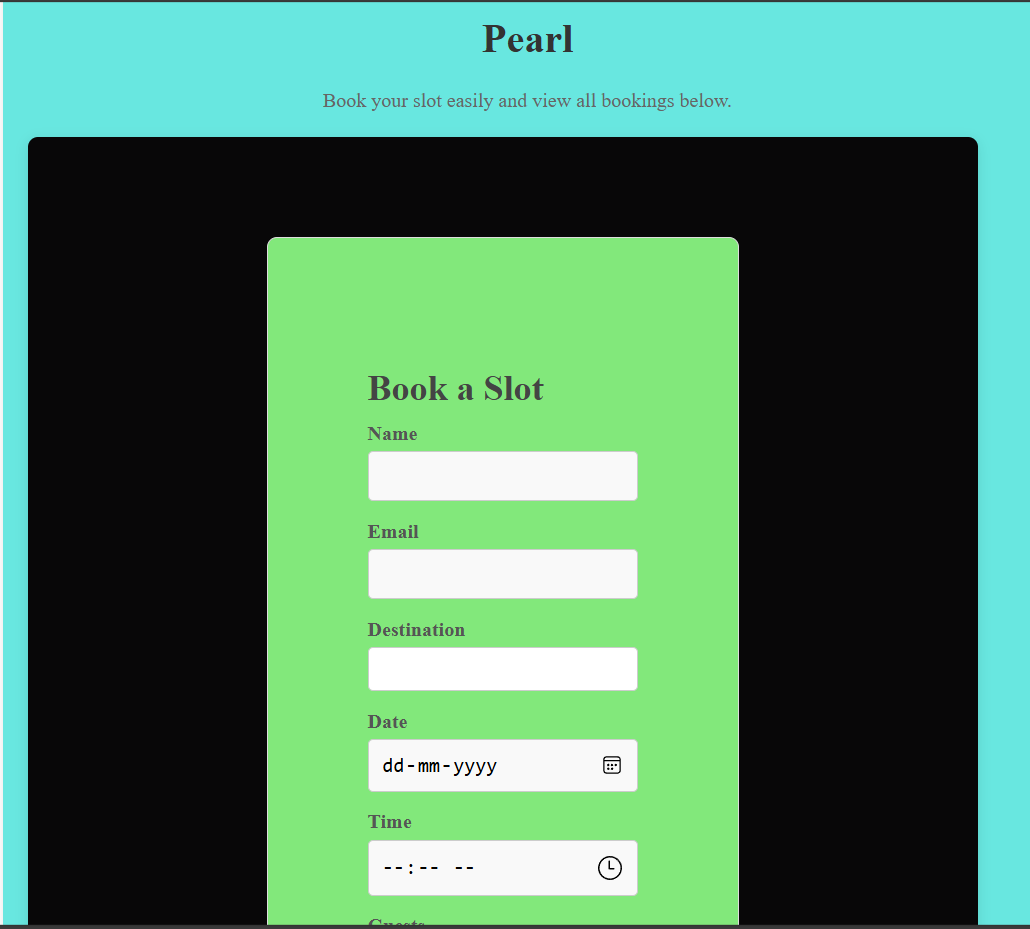 Pearl
Book your slot easily and view all bookings below.
Book a Slot
Name
Email
Destination
Date
dd-mm-yyyy
Time
--:-- --
Guests